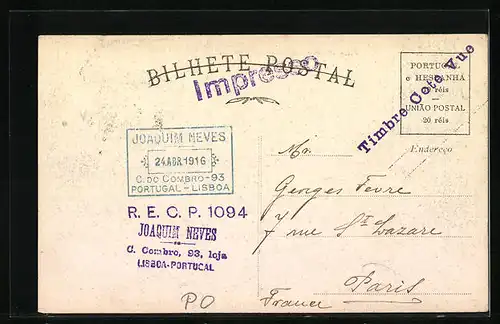 BILHETE POSTAL
Impresso
PORTUGAL
e HESPANHA
réis
UNIÃO POSTAL
20 réis
Timbre Cote Vue
Endereço
JOAQUIM NEVES
24 ABR 1916
C. DO COMBRO-93
PORTUGAL-LISBOA
R. E. C. P. 1094
JOAQUIM NEVES
C. Combro, 93, loja
LISBOA-PORTUGAL
PO
Mr.
Georges Fevre
7 rue St Lazare
Paris
France